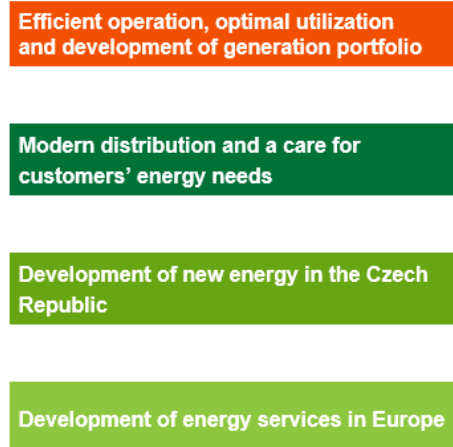 Efficient operation, optimal utilization
and development of generation portfolio
Modern distribution and a care for
customers’ energy needs
Development of new energy in the Czech
Republic
Development of energy services in Europe